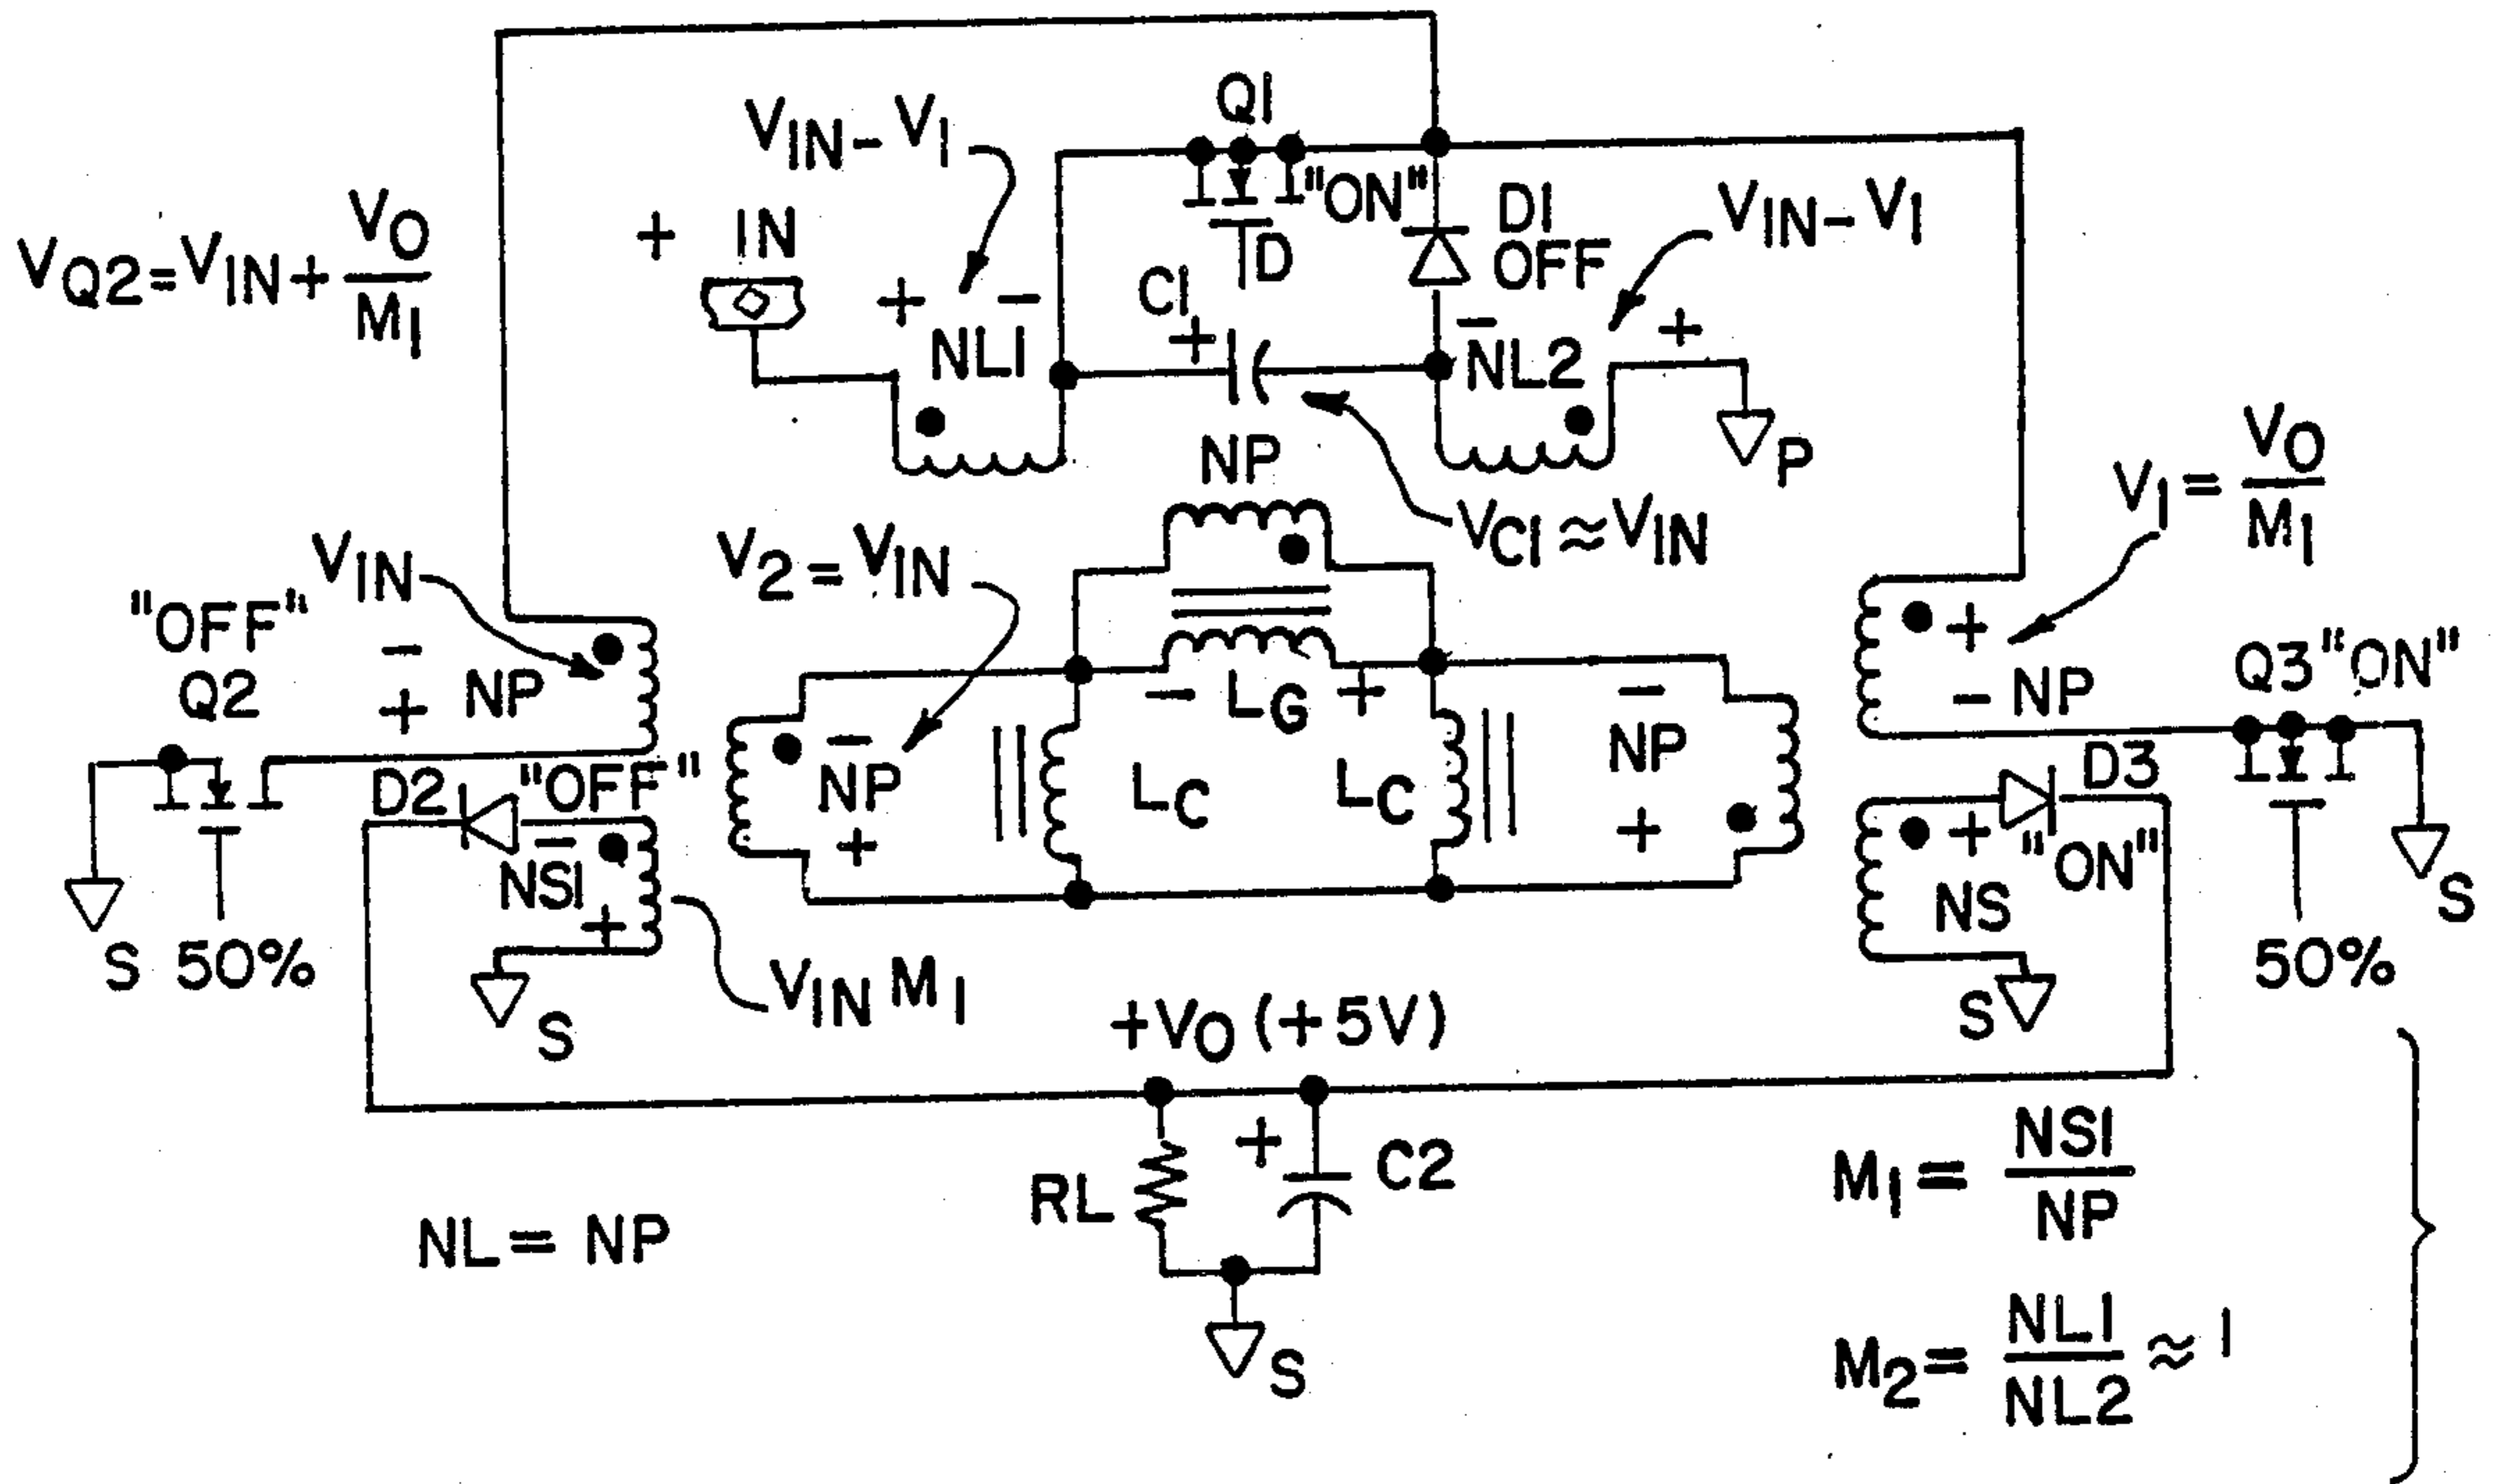 Q1
VIN-V1
"ON"
D
D1
OFF
VIN-V1
VQ2=VIN+VO/M1
+ IN
C1
+
+ -
NL1
- NL2 +
P
NP
VC1≈VIN
V1=VO/M1
VIN
V2=VIN
"OFF"
Q2
-
+ NP
- LG +
-
NP
+
+
- NP
Q3 "ON"
D2 "OFF"
- NP
+
LC
LC
D3
"ON"
-
NS1
+
+
NS
S
S 50%
S
VIN M1
50%
S
+VO (+5V)
RL
+
C2
S
NL= NP
M1= NS1/NP
M2= NL1/NL2 ≈ 1